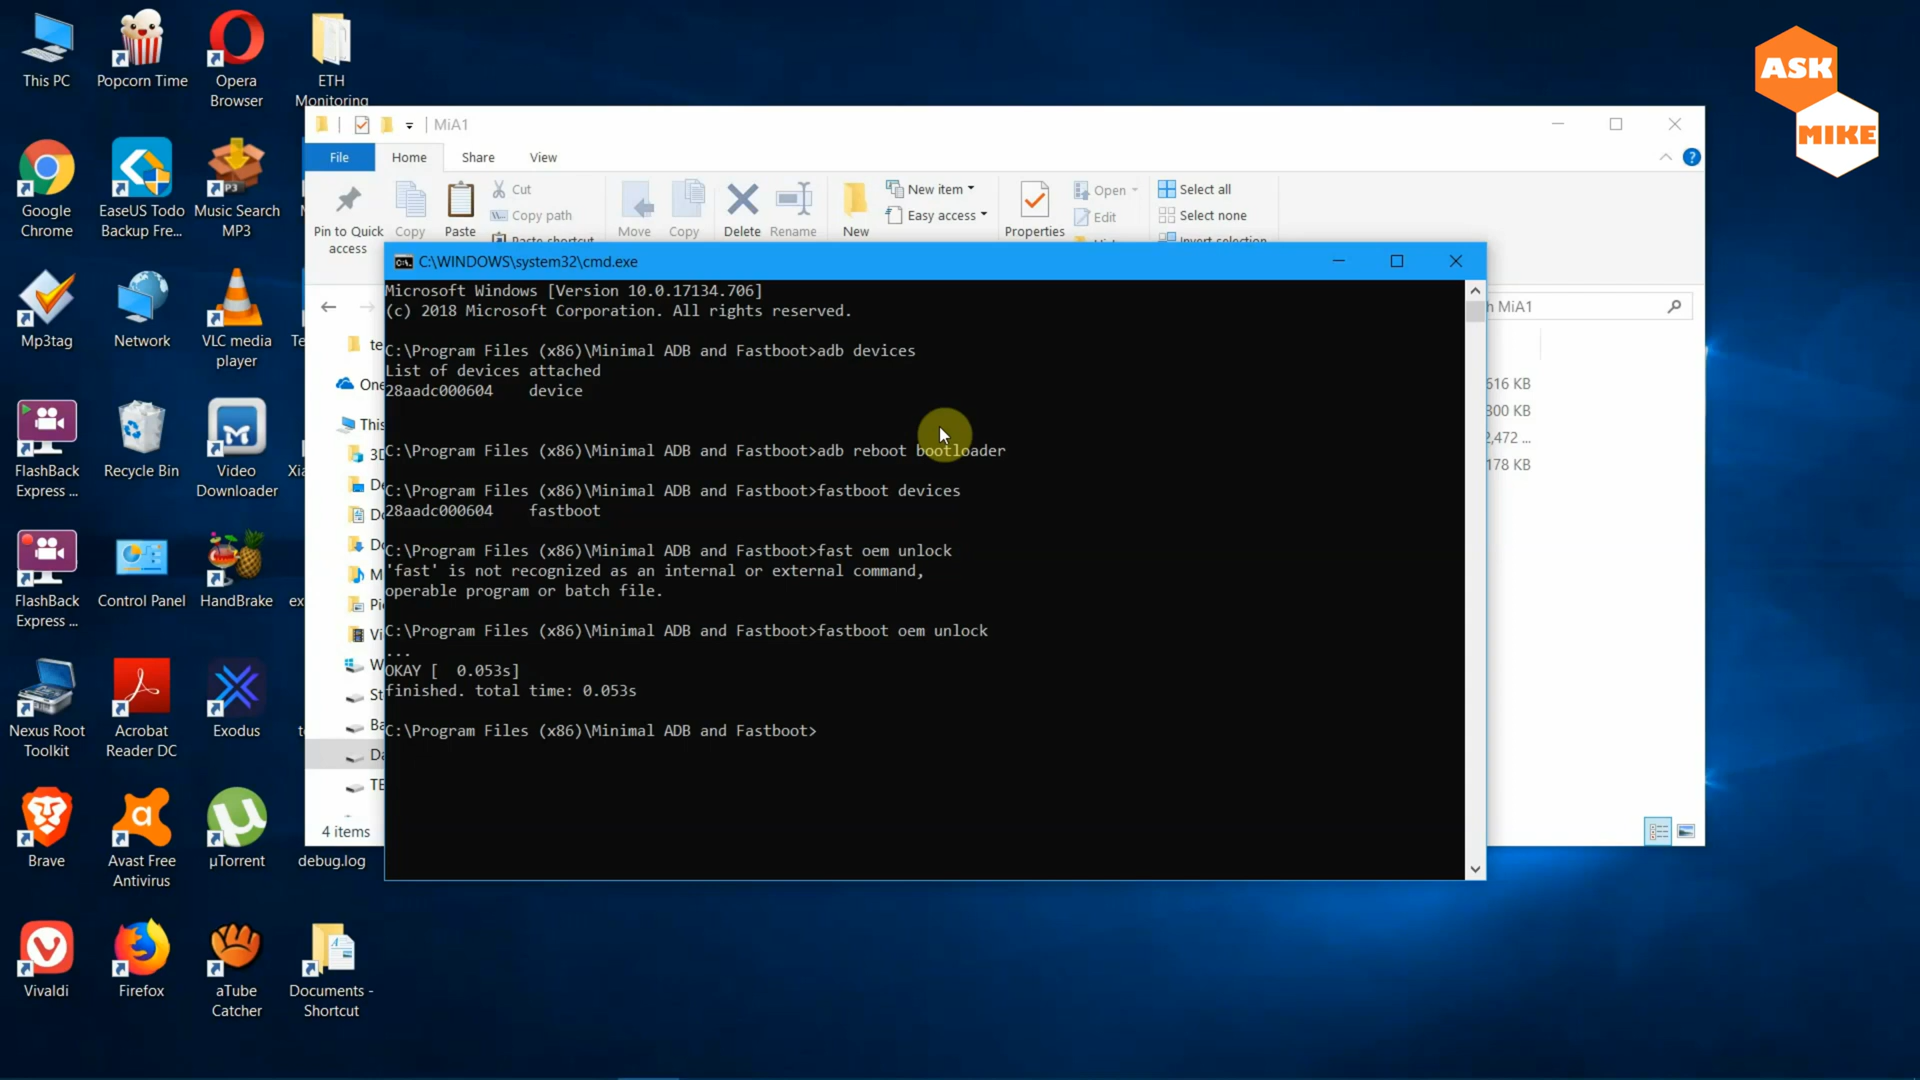 This PC
Popcorn Time
Opera
Browser
ETH
Monitoring
ASK
MIKE
MiA1
File
Home
Share
View
Google
Chrome
EaseUS Todo
Backup Fre...
Music Search
MP3
Pin to Quick
access
Copy
Paste
Cut
Copy path
Paste shortcut
Move
Copy
Delete
Rename
New
New item
Easy access
Properties
Open
Edit
Select all
Select none
Invert selection
C:\WINDOWS\system32\cmd.exe
Microsoft Windows [Version 10.0.17134.706]
(c) 2018 Microsoft Corporation. All rights reserved.
C:\Program Files (x86)\Minimal ADB and Fastboot>adb devices
List of devices attached
28aadc000604    device
C:\Program Files (x86)\Minimal ADB and Fastboot>adb reboot bootloader
C:\Program Files (x86)\Minimal ADB and Fastboot>fastboot devices
28aadc000604    fastboot
C:\Program Files (x86)\Minimal ADB and Fastboot>fast oem unlock
'fast' is not recognized as an internal or external command,
operable program or batch file.
C:\Program Files (x86)\Minimal ADB and Fastboot>fastboot oem unlock
...
OKAY [  0.053s]
finished. total time: 0.053s
C:\Program Files (x86)\Minimal ADB and Fastboot>
h MiA1
616 KB
300 KB
2,472 ...
178 KB
4 items
Mp3tag
Network
VLC media
player
FlashBack
Express ...
Recycle Bin
Video
Downloader
FlashBack
Express ...
Control Panel
HandBrake
Nexus Root
Toolkit
Acrobat
Reader DC
Exodus
Brave
Avast Free
Antivirus
µTorrent
debug.log
Vivaldi
Firefox
aTube
Catcher
Documents -
Shortcut